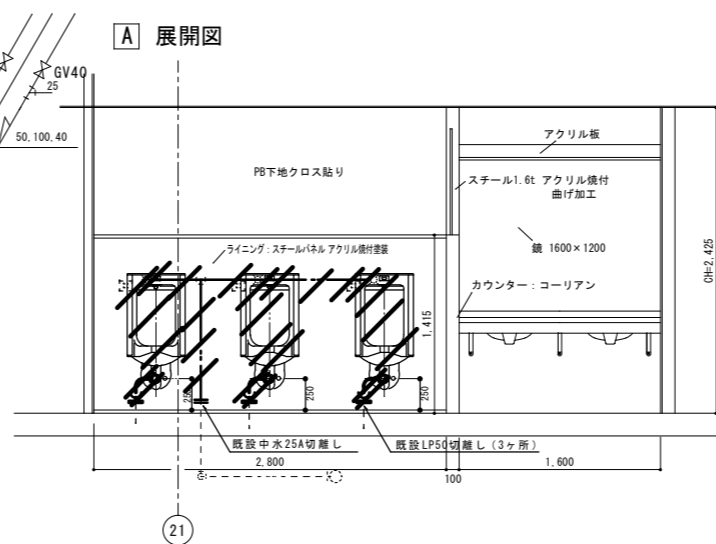 A 展開図
GV40
25
50,100,40
アクリル板
PB下地クロス貼り
スチール1.6t アクリル焼付
曲げ加工
ライニング：スチールパネル アクリル焼付塗装
鏡 1600×1200
CH=2,425
カウンター：コーリアン
1,415
250
250
250
既設中水25A切離し
既設LP50切離し（3ヶ所）
2,800
100
1,600
21